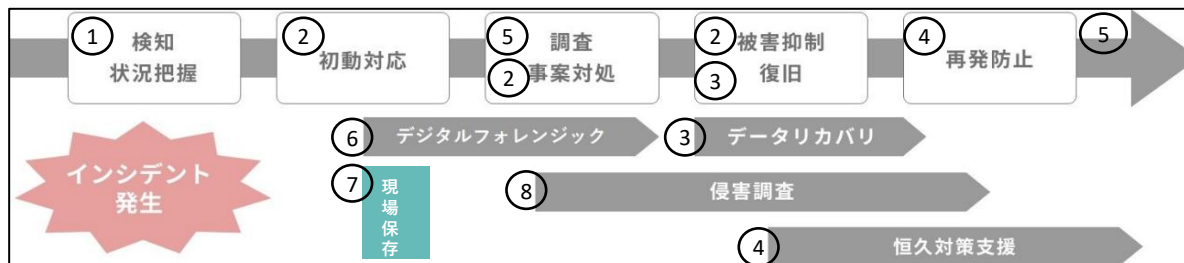 ① 検知
状況把握
② 初動対応
⑤ 調査
② 事案対処
② 被害抑制
③ 復旧
④ 再発防止
⑤
インシデント
発生
⑥ デジタルフォレンジック
③ データリカバリ
⑦ 現場保存
⑧ 侵害調査
④ 恒久対策支援